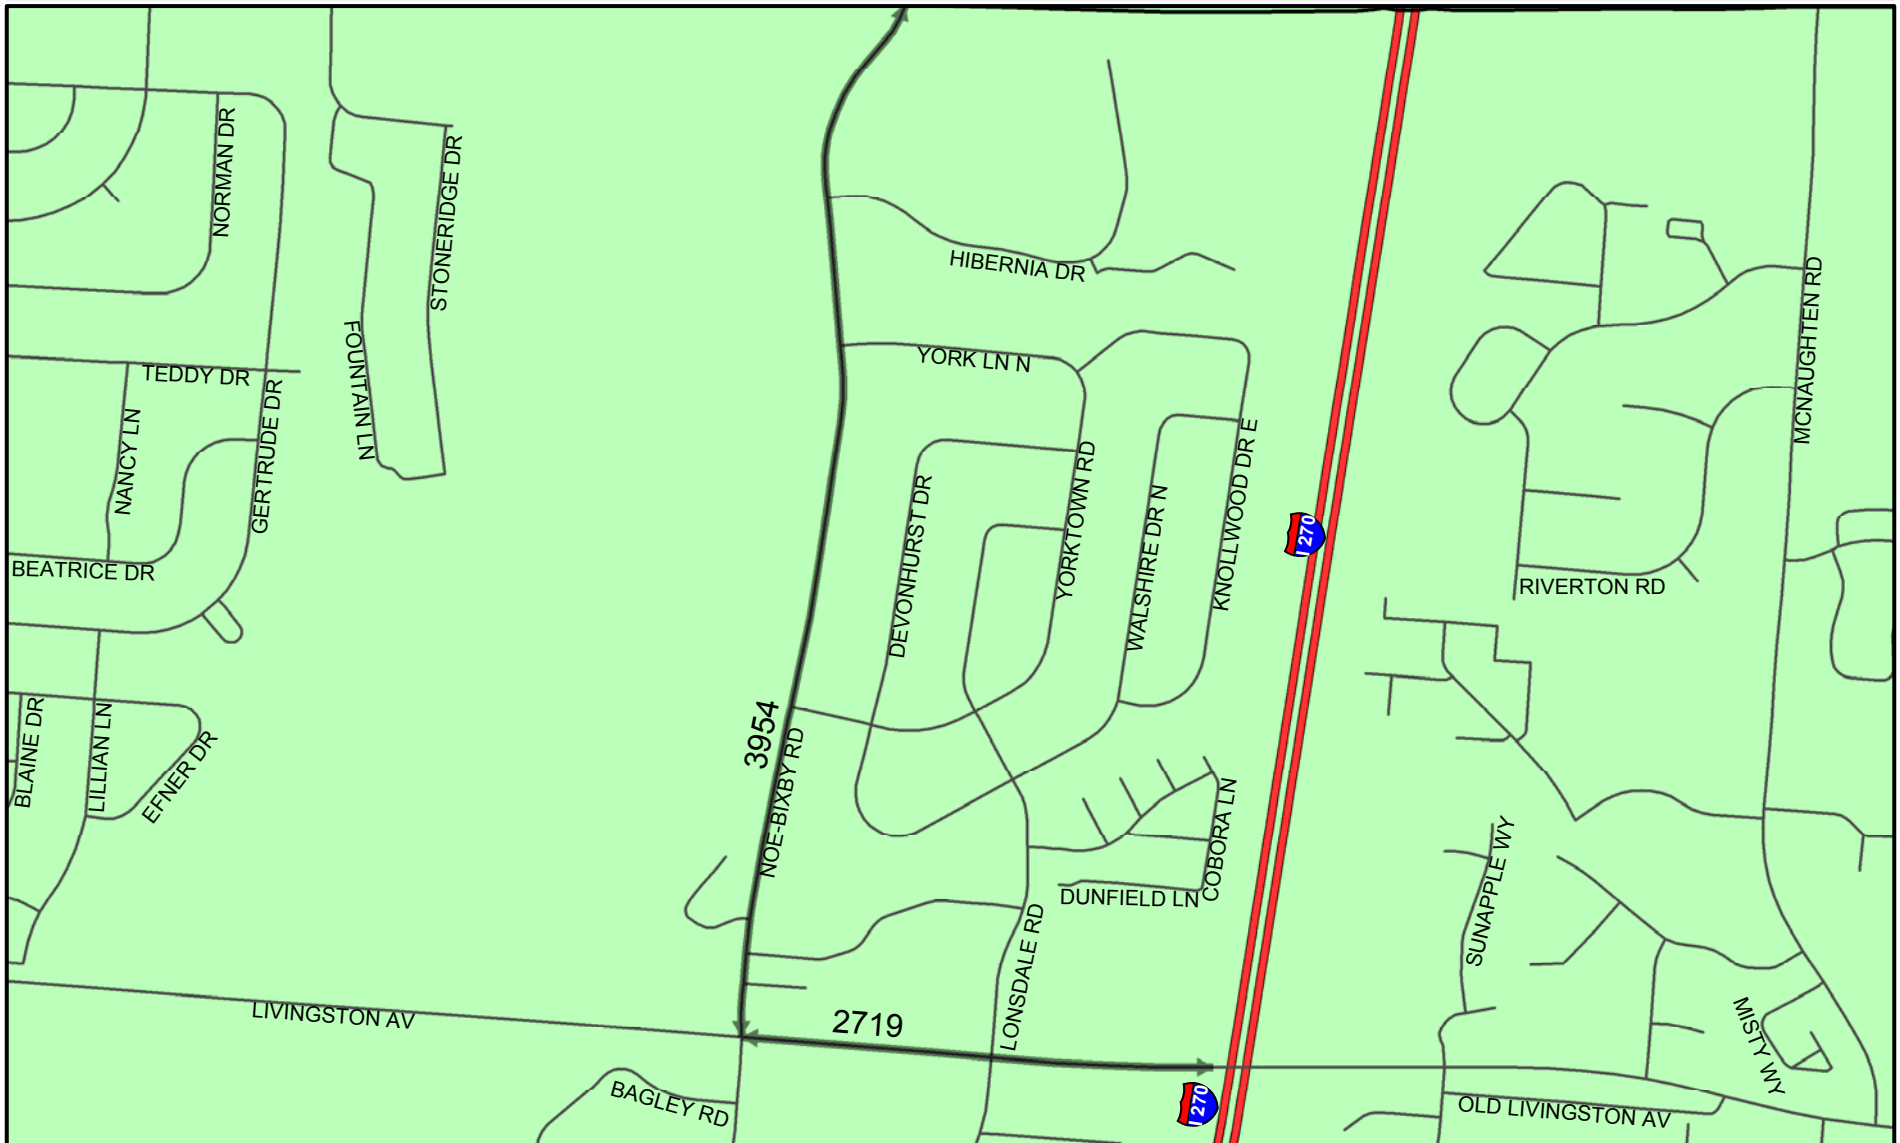 NORMAN DR
STONERIDGE DR
HIBERNIA DR
MCNAUGHTEN RD
FOUNTAIN LN
YORK LN N
TEDDY DR
GERTRUDE DR
NANCY LN
KNOLLWOOD DR E
YORKTOWN RD
DEVONHURST DR
WALSHIRE DR N
I 270
BEATRICE DR
RIVERTON RD
3954
BLAINE DR
LILLIAN LN
EFNER DR
NOE-BIXBY RD
COBORA LN
SUNAPPLE WY
DUNFIELD LN
LONSDALE RD
LIVINGSTON AV
2719
MISTY WY
BAGLEY RD
I 270
OLD LIVINGSTON AV